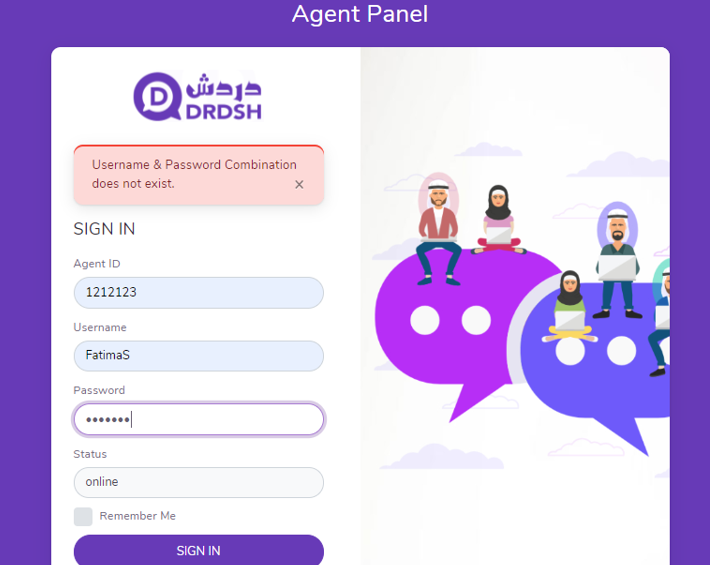 Agent Panel
دردش
DRDSH
Username & Password Combination
does not exist.
×
SIGN IN
Agent ID
1212123
Username
FatimaS
Password
•••••••
Status
online
Remember Me
SIGN IN